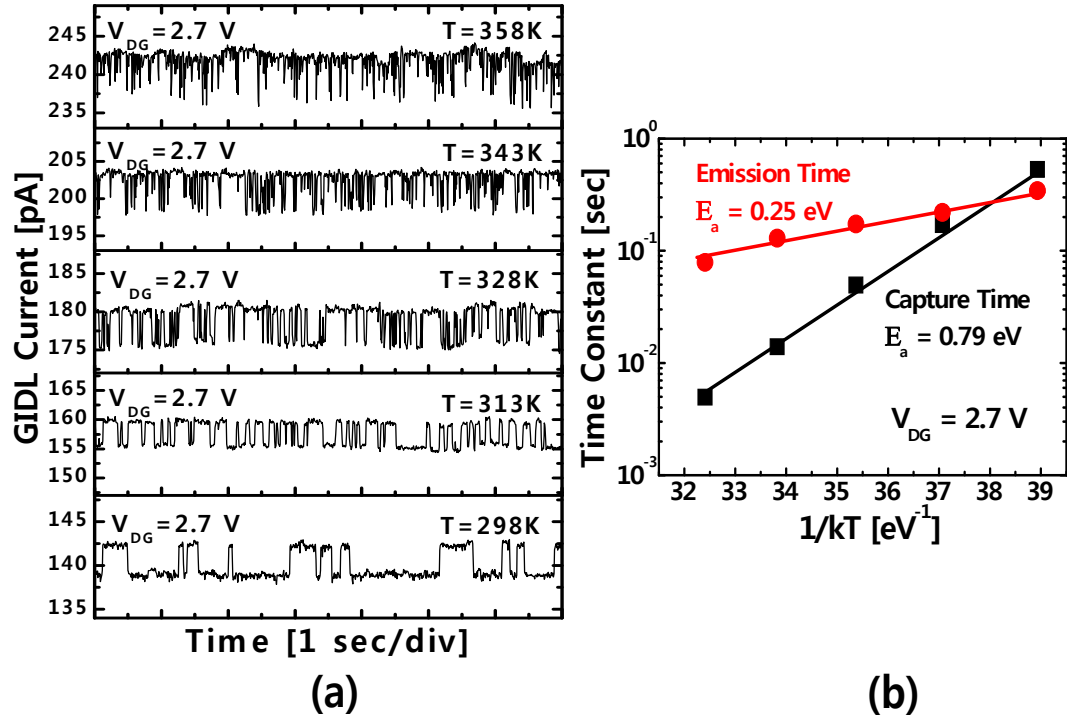 V_DG=2.7 V T=358K
245
242
240
235
V_DG=2.7 V T=343K
205
203
200
195
V_DG=2.7 V T=328K
185
180
175
V_DG=2.7 V T=313K
165
160
155
150
V_DG=2.7 V T=298K
145
140
135
GIDL Current [pA]
Time [1 sec/div]
(a)
10^0
10^-1
10^-2
10^-3
Time Constant [sec]
Emission Time
E_a = 0.25 eV
Capture Time
E_a = 0.79 eV
V_DG = 2.7 V
32 33 34 35 36 37 38 39
1/kT [eV^-1]
(b)